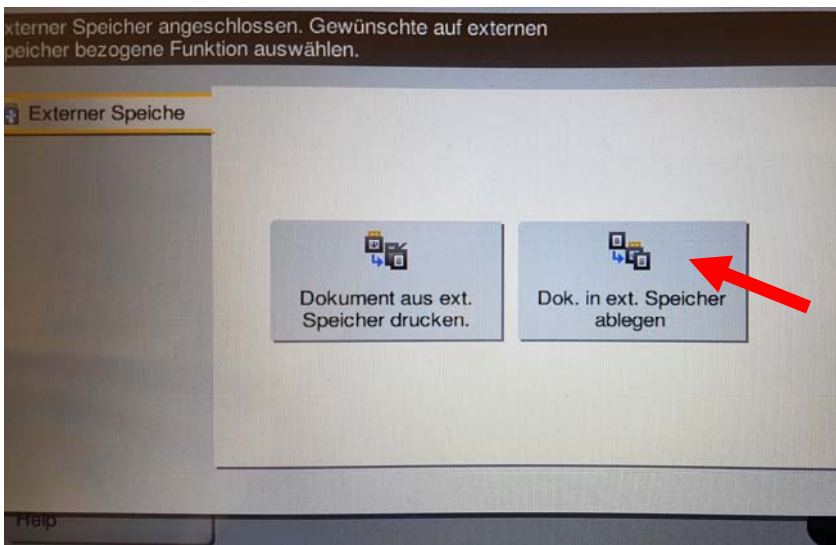 xterner Speicher angeschlossen. Gewünschte auf externen
peicher bezogene Funktion auswählen.
Externer Speiche
Dokument aus ext.
Speicher drucken.
Dok. in ext. Speicher
ablegen
Help